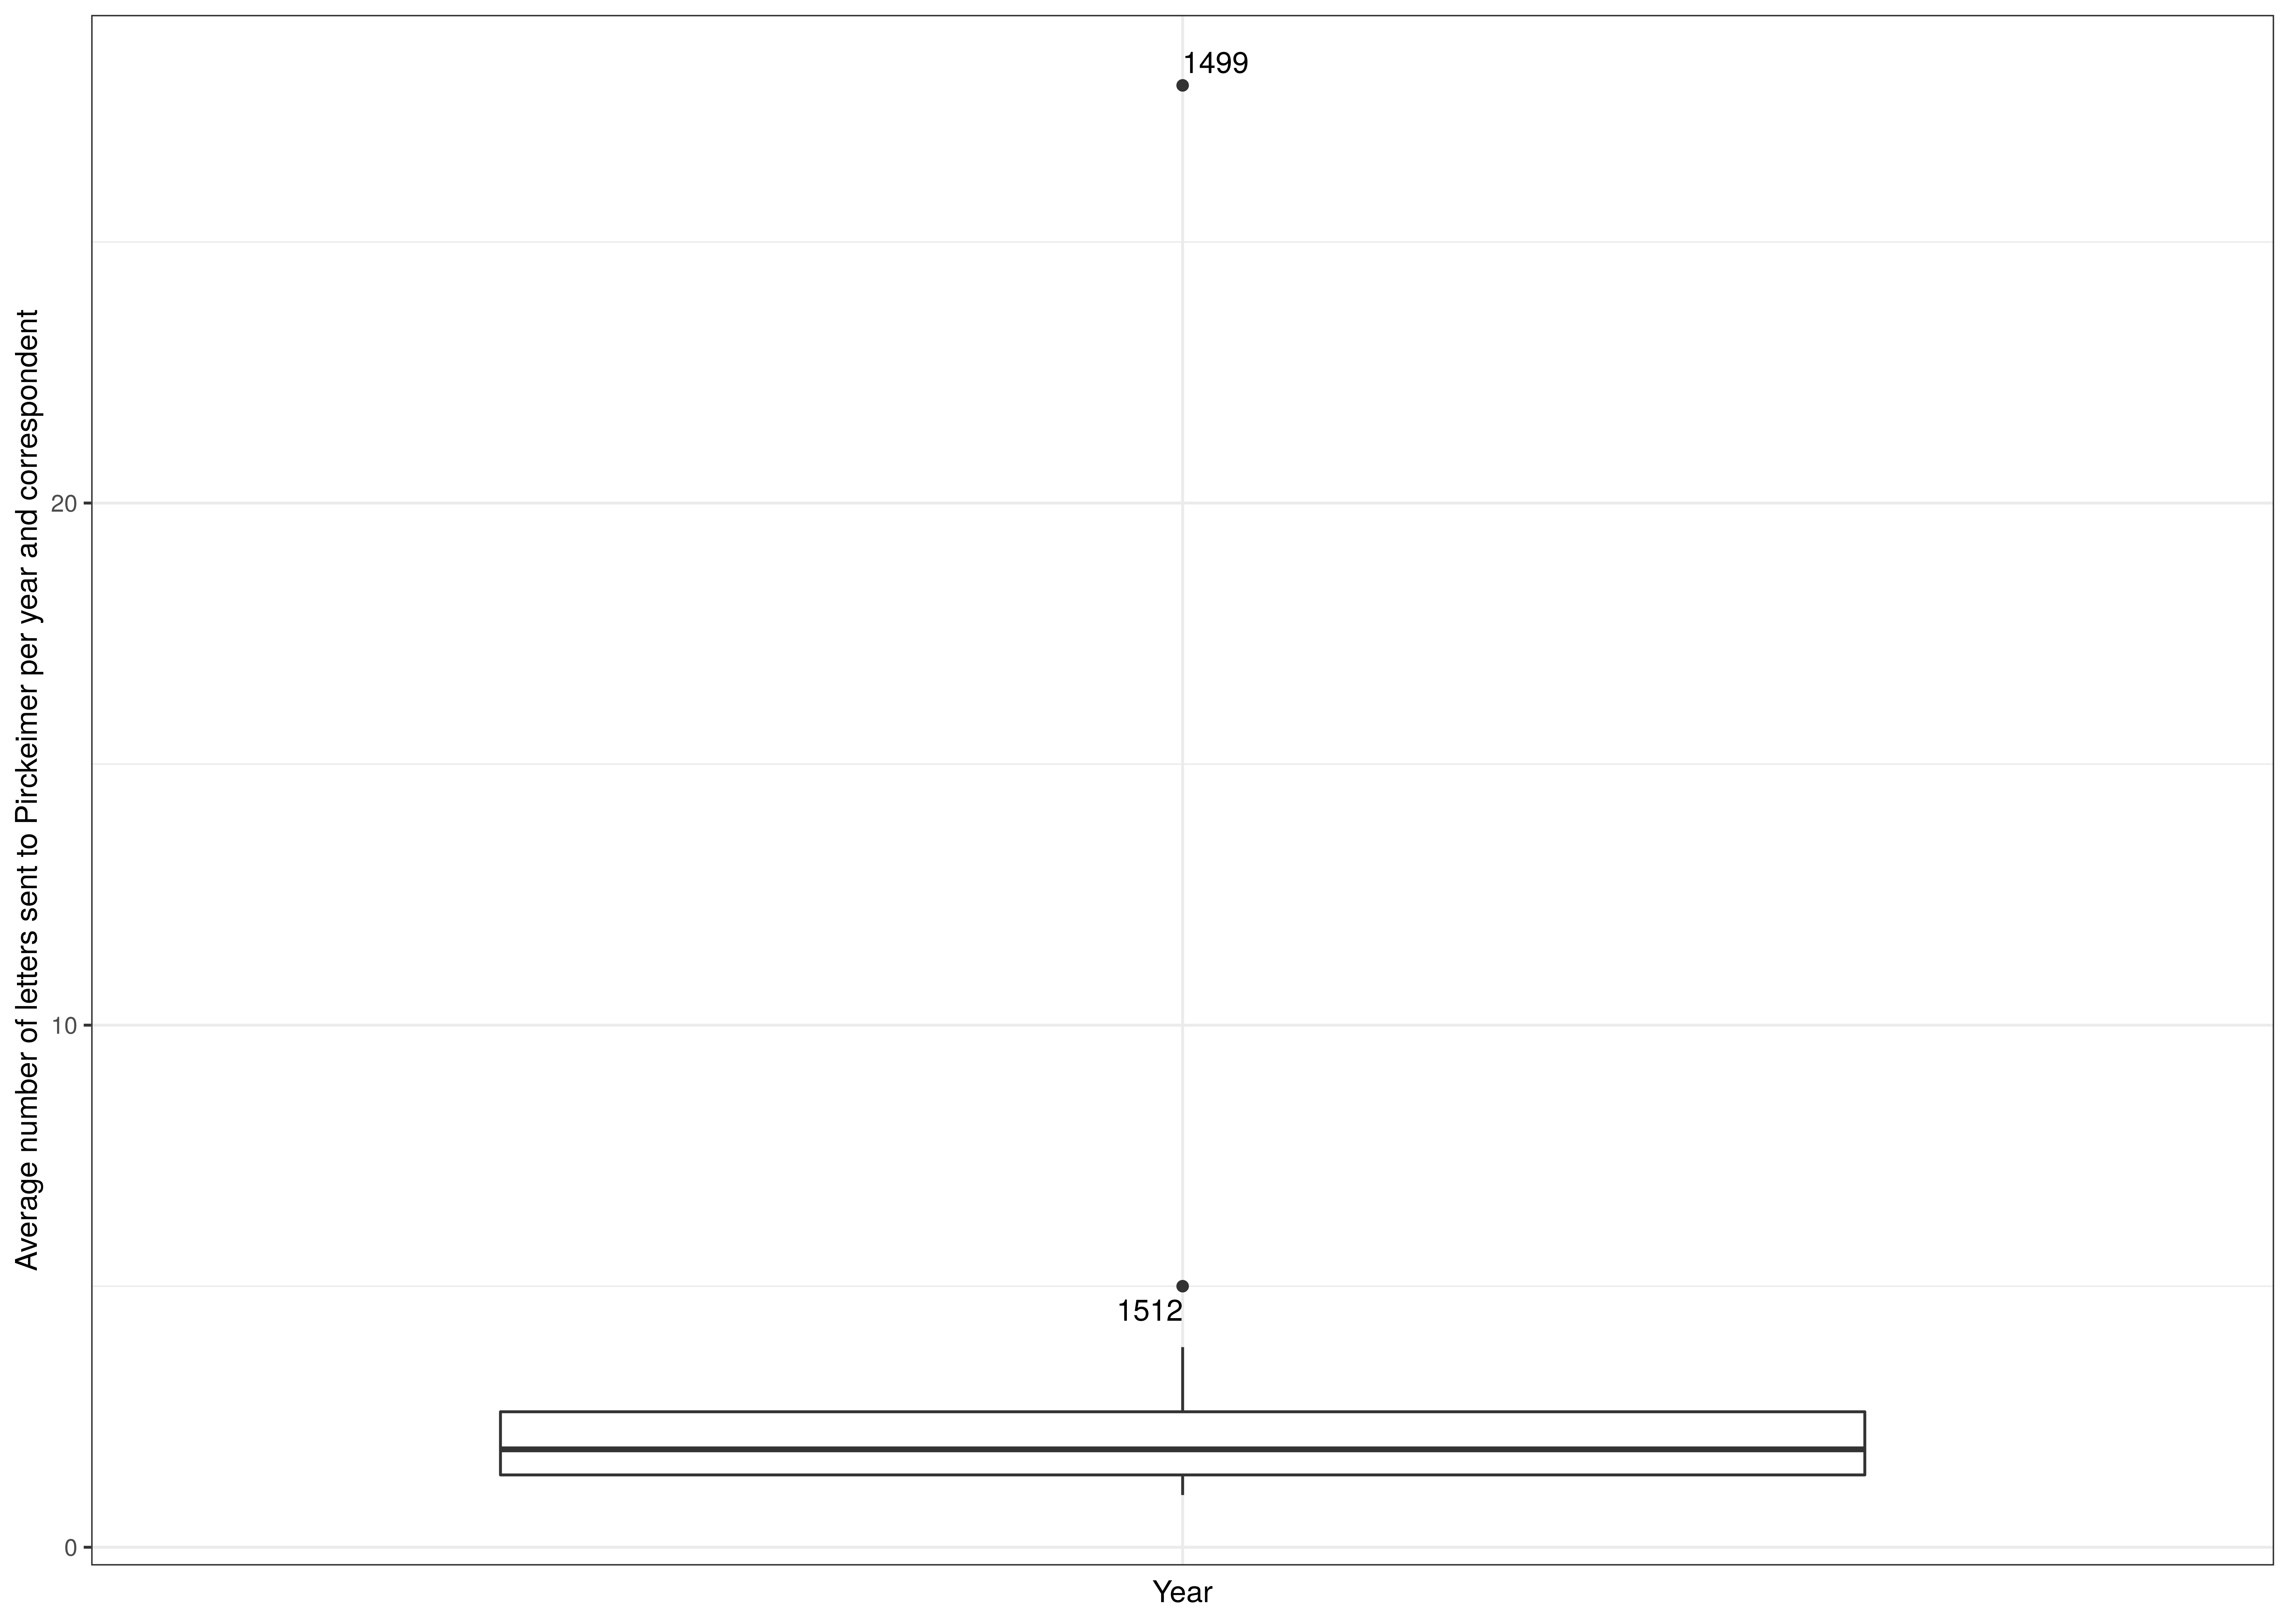 Average number of letters sent to Pirckeimer per year and correspondent
1499
20
10
1512
0
Year